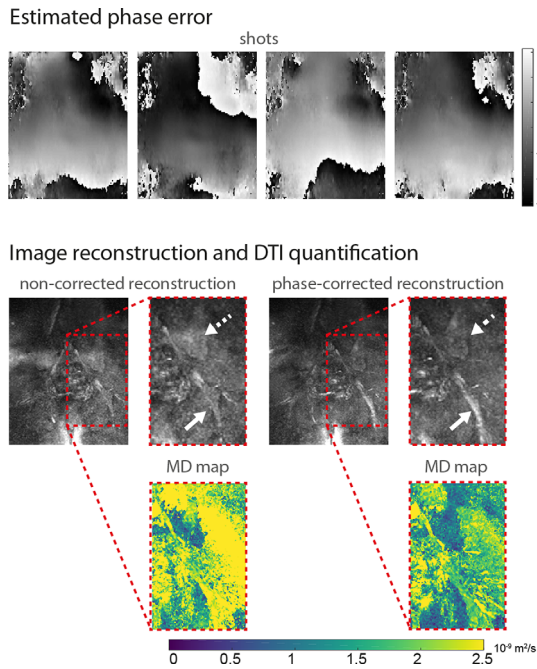 Estimated phase error
shots
Image reconstruction and DTI quantification
non-corrected reconstruction
phase-corrected reconstruction
MD map
MD map
0 0.5 1 1.5 2 2.5 10⁻⁹ m²/s